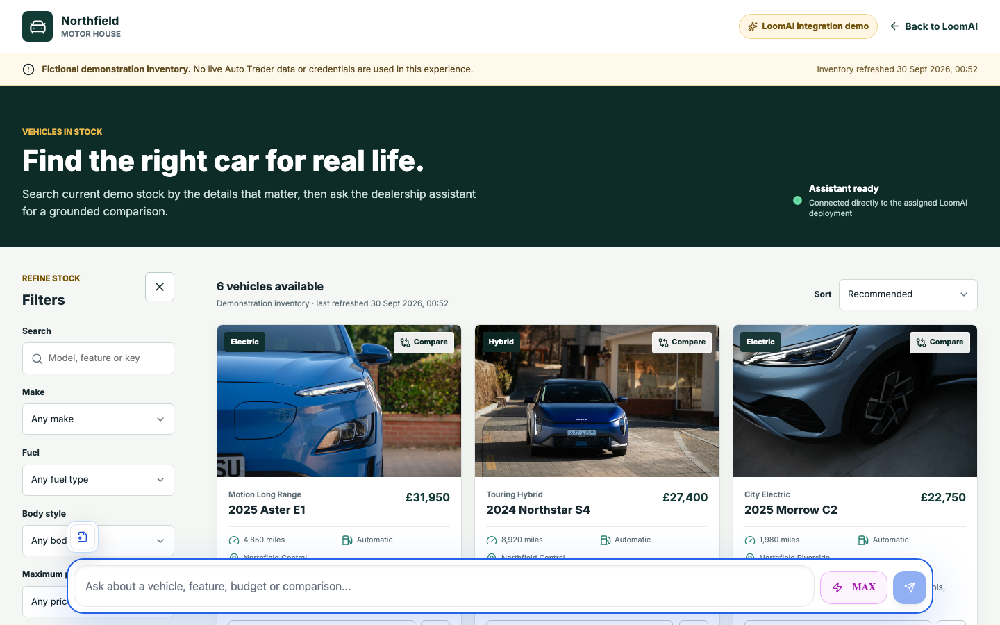 Northfield
MOTOR HOUSE
LoomAI integration demo
Back to LoomAI
Fictional demonstration inventory. No live Auto Trader data or credentials are used in this experience.
Inventory refreshed 30 Sept 2026, 00:52
VEHICLES IN STOCK
Find the right car for real life.
Search current demo stock by the details that matter, then ask the dealership assistant
for a grounded comparison.
Assistant ready
Connected directly to the assigned LoomAI
deployment
REFINE STOCK
Filters
Search
Model, feature or key
Make
Any make
Fuel
Any fuel type
Body style
Any bod
Maximum
Any pric
6 vehicles available
Demonstration inventory · last refreshed 30 Sept 2026, 00:52
Sort
Recommended
Electric
Compare
SU
Motion Long Range
2025 Aster E1
£31,950
4,850 miles
Automatic
Northfield Central
Hybrid
Compare
Touring Hybrid
2024 Northstar S4
£27,400
8,920 miles
Automatic
Northfield Central
Electric
Compare
City Electric
2025 Morrow C2
£22,750
1,980 miles
Automatic
Northfield Riverside
Ask about a vehicle, feature, budget or comparison...
MAX